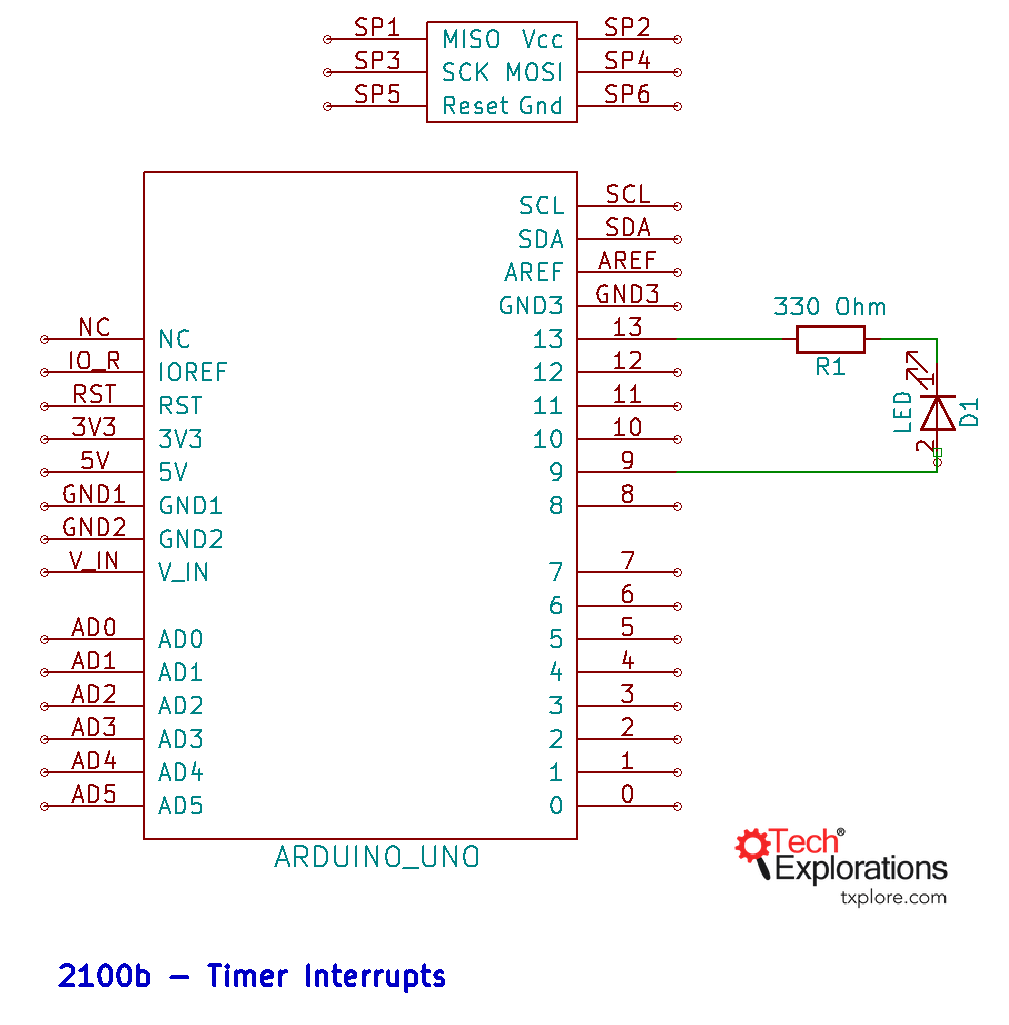 SP1 MISO Vcc SP2
SP3 SCK MOSI SP4
SP5 Reset Gnd SP6
SCL SCL
SDA SDA
AREF AREF
GND3 GND3
330 Ohm
NC NC 13 13
R1
IO_R IOREF 12 12
1
RST RST 11 11
LED D1
3V3 3V3 10 10
2
5V 5V 9 9
GND1 GND1 8 8
GND2 GND2
V_IN V_IN 7 7
6 6
AD0 AD0 5 5
AD1 AD1 4 4
AD2 AD2 3 3
AD3 AD3 2 2
AD4 AD4 1 1
AD5 AD5 0 0
ARDUINO_UNO
Tech®
Explorations
txplore.com
2100b - Timer Interrupts